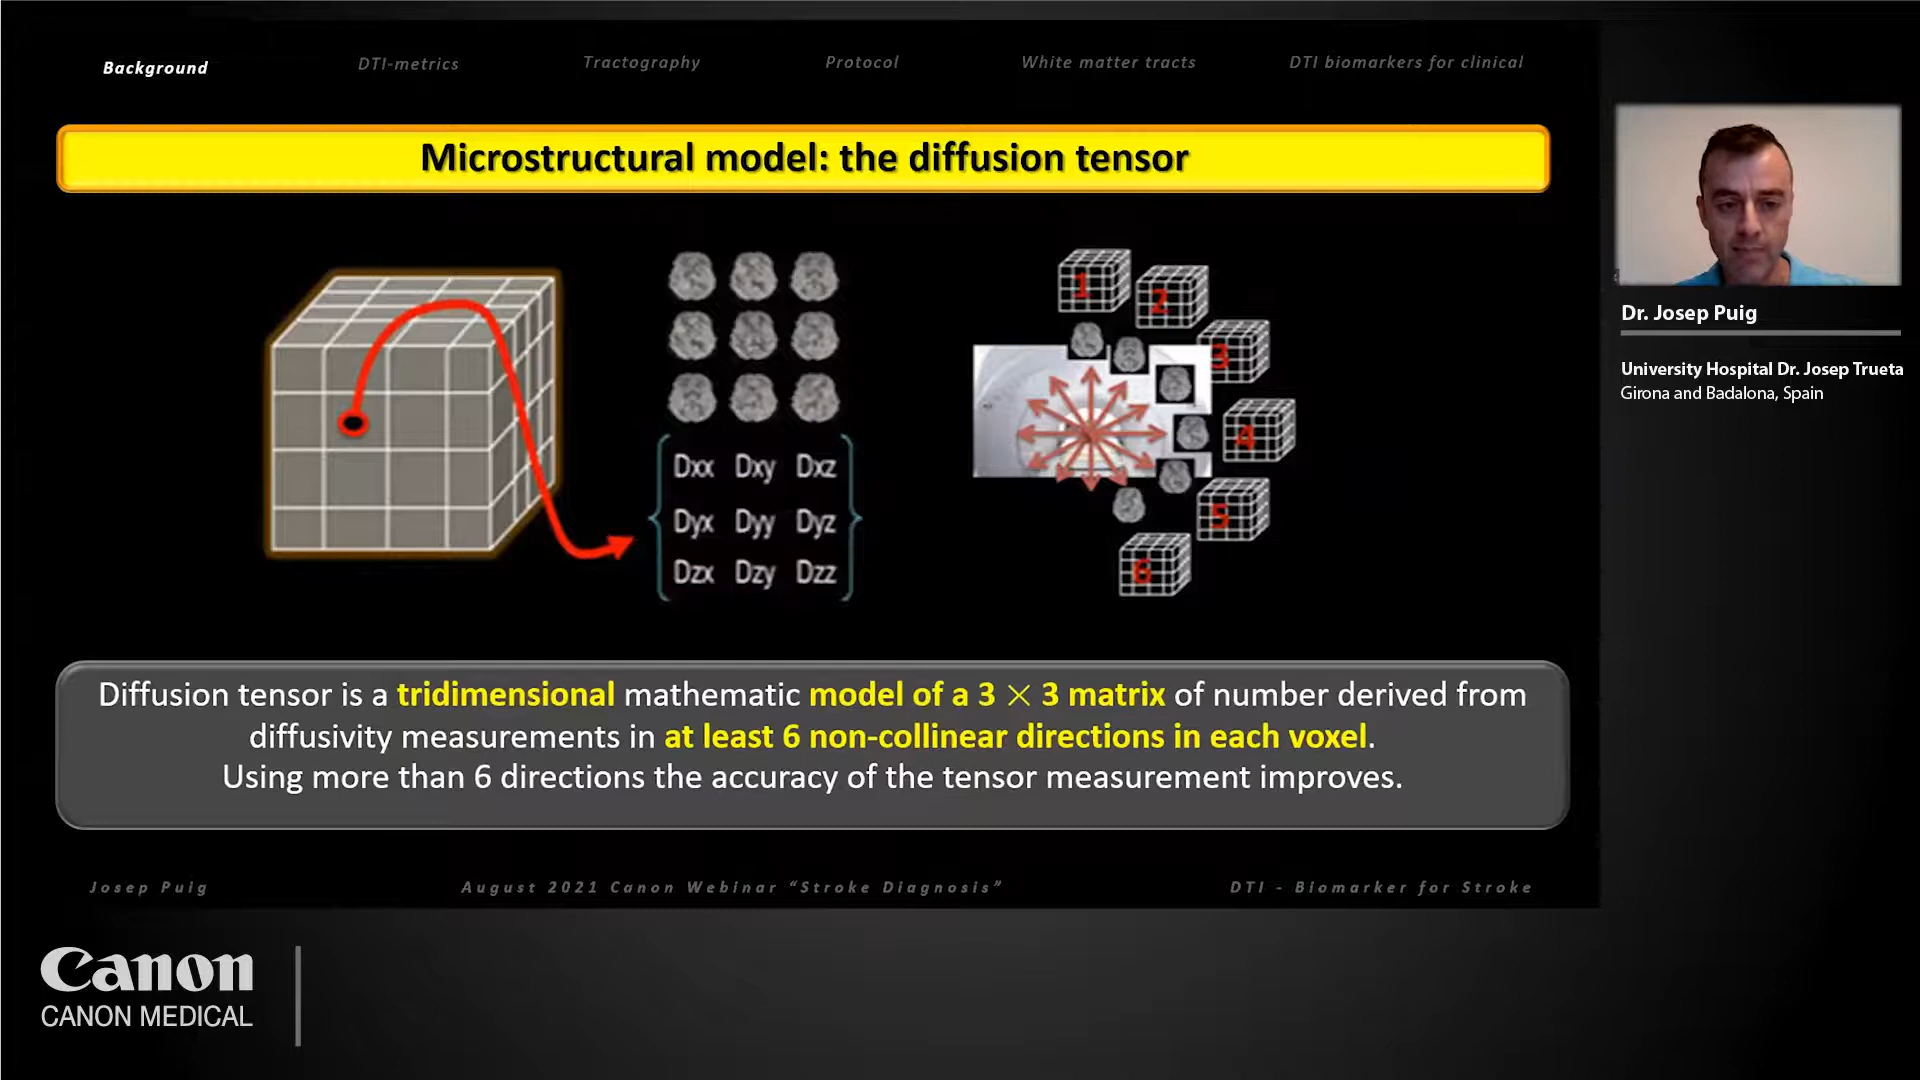 Background
DTI-metrics
Tractography
Protocol
White matter tracts
DTI biomarkers for clinical
Microstructural model: the diffusion tensor
1
2
3
4
5
6
Dxx Dxy Dxz
Dyx Dyy Dyz
Dzx Dzy Dzz
Diffusion tensor is a tridimensional mathematic model of a 3 × 3 matrix of number derived from
diffusivity measurements in at least 6 non-collinear directions in each voxel.
Using more than 6 directions the accuracy of the tensor measurement improves.
Josep Puig
August 2021 Canon Webinar “Stroke Diagnosis”
DTI - Biomarker for Stroke
Dr. Josep Puig
University Hospital Dr. Josep Trueta
Girona and Badalona, Spain
Canon
CANON MEDICAL